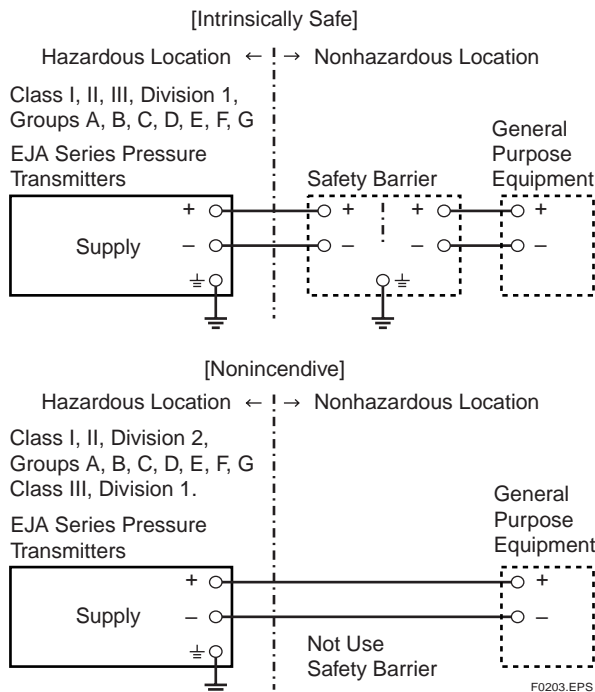 [Intrinsically Safe]
Hazardous Location ← → Nonhazardous Location
Class I, II, III, Division 1,
Groups A, B, C, D, E, F, G
EJA Series Pressure
Transmitters
Safety Barrier
General
Purpose
Equipment
+ + + +
Supply – – – –
[Nonincendive]
Hazardous Location ← → Nonhazardous Location
Class I, II, Division 2,
Groups A, B, C, D, E, F, G
Class III, Division 1.
EJA Series Pressure
Transmitters
General
Purpose
Equipment
+ +
Supply – –
Not Use
Safety Barrier
F0203.EPS